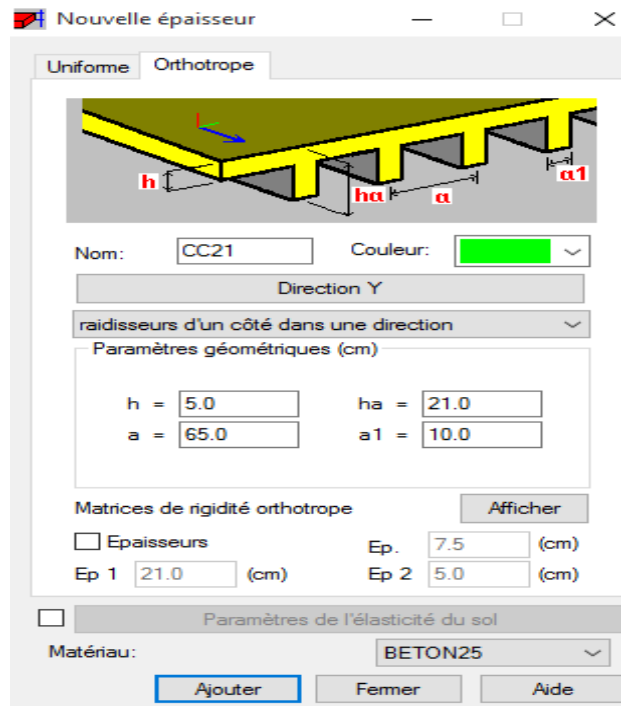 Nouvelle épaisseur
Uniforme Orthotrope
h ha a a1
Nom: CC21 Couleur:
Direction Y
raidisseurs d'un côté dans une direction
Paramètres géométriques (cm)
h = 5.0 ha = 21.0
a = 65.0 a1 = 10.0
Matrices de rigidité orthotrope Afficher
Epaisseurs Ep. 7.5 (cm)
Ep 1 21.0 (cm) Ep 2 5.0 (cm)
Paramètres de l'élasticité du sol
Matériau: BETON25
Ajouter Fermer Aide